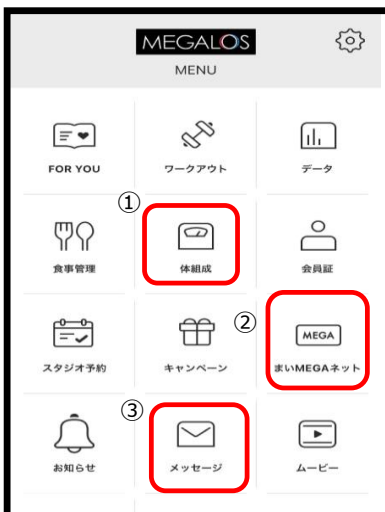 MEGALOS
MENU
FOR YOU
ワークアウト
データ
①
食事管理
体組成
会員証
②
MEGA
スタジオ予約
キャンペーン
まいMEGAネット
③
お知らせ
メッセージ
ムービー